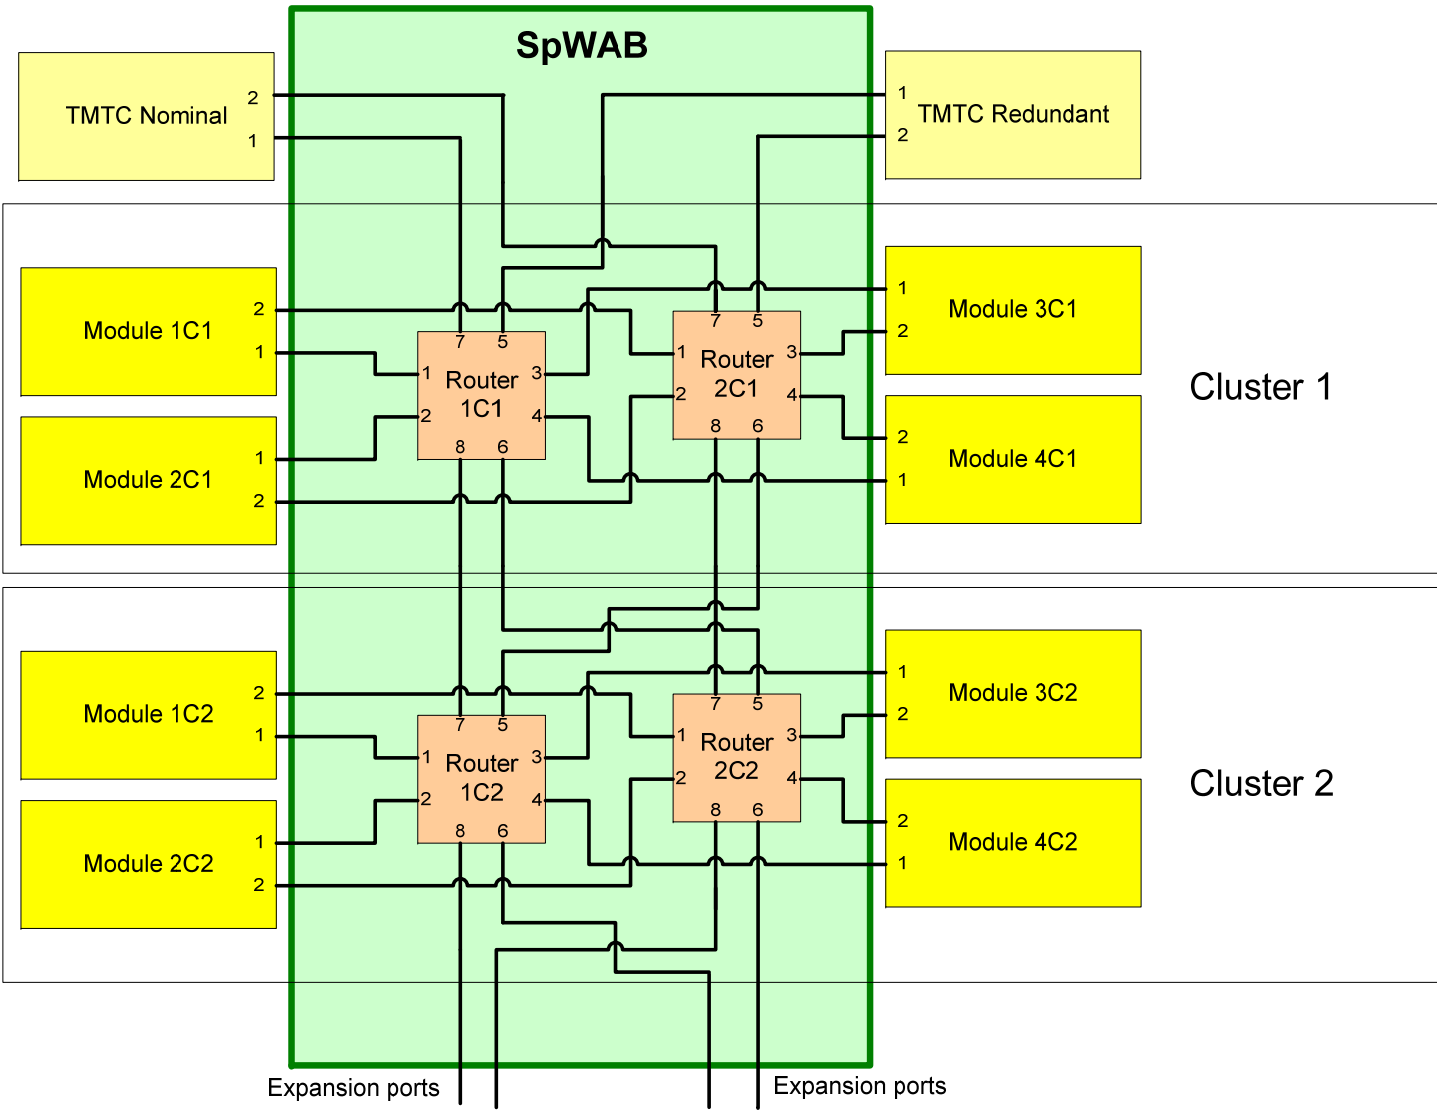 SpWAB
TMTC Nominal
2
1
1
2
TMTC Redundant
Cluster 1
Module 1C1
2
1
Module 2C1
1
2
Router
1C1
7
5
1
3
2
4
8
6
Router
2C1
7
5
1
3
2
4
8
6
1
2
Module 3C1
2
1
Module 4C1
Cluster 2
Module 1C2
2
1
Module 2C2
1
2
Router
1C2
7
5
1
3
2
4
8
6
Router
2C2
7
5
1
3
2
4
8
6
1
2
Module 3C2
2
1
Module 4C2
Expansion ports
Expansion ports